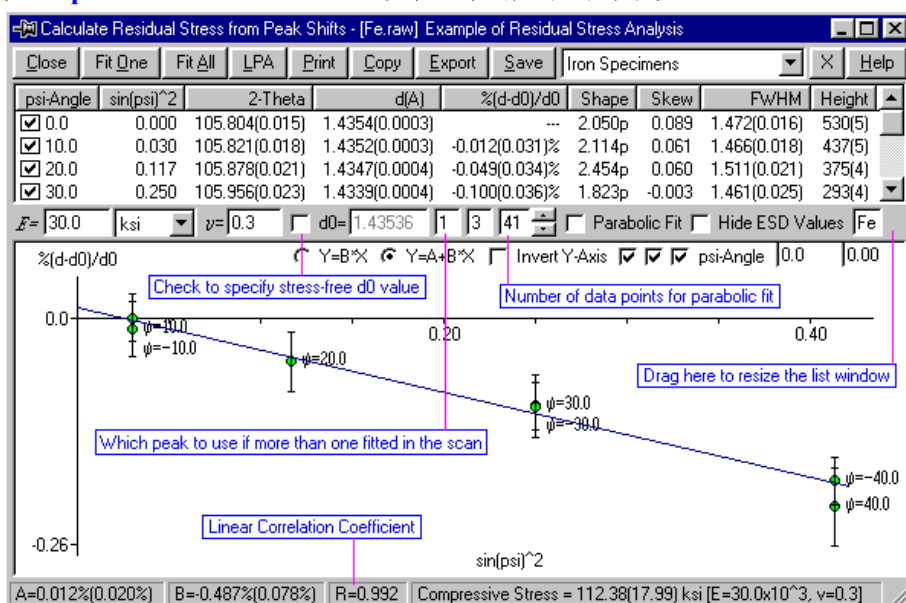 Calculate Residual Stress from Peak Shifts - [Fe.raw] Example of Residual Stress Analysis
Close Fit One Fit All LPA Print Copy Export Save Iron Specimens X Help
psi-Angle sin(psi)^2 2-Theta d(A) %(d-d0)/d0 Shape Skew FWHM Height
0.0 0.000 105.804(0.015) 1.4354(0.0003) --- 2.050p 0.089 1.472(0.016) 530(5)
10.0 0.030 105.821(0.018) 1.4352(0.0003) -0.012(0.031)% 2.114p 0.061 1.466(0.018) 437(5)
20.0 0.117 105.878(0.021) 1.4347(0.0004) -0.049(0.034)% 2.454p 0.060 1.511(0.021) 375(4)
30.0 0.250 105.956(0.023) 1.4339(0.0004) -0.100(0.036)% 1.823p -0.003 1.461(0.025) 293(4)
E= 30.0 ksi ν= 0.3 d0= 1.43536 1 3 41 Parabolic Fit Hide ESD Values Fe
%(d-d0)/d0 Y=B*X Y=A+B*X Invert Y-Axis psi-Angle 0.0 0.00
Check to specify stress-free d0 value
Number of data points for parabolic fit
0.0
0.20
0.40
ψ=10.0
ψ=-10.0
ψ=20.0
Drag here to resize the list window
ψ=30.0
ψ=-30.0
Which peak to use if more than one fitted in the scan
ψ=-40.0
ψ=40.0
Linear Correlation Coefficient
-0.26
sin(psi)^2
A=0.012%(0.020%) B=-0.487%(0.078%) R=0.992 Compressive Stress = 112.38(17.99) ksi [E=30.0x10^3, v=0.3]